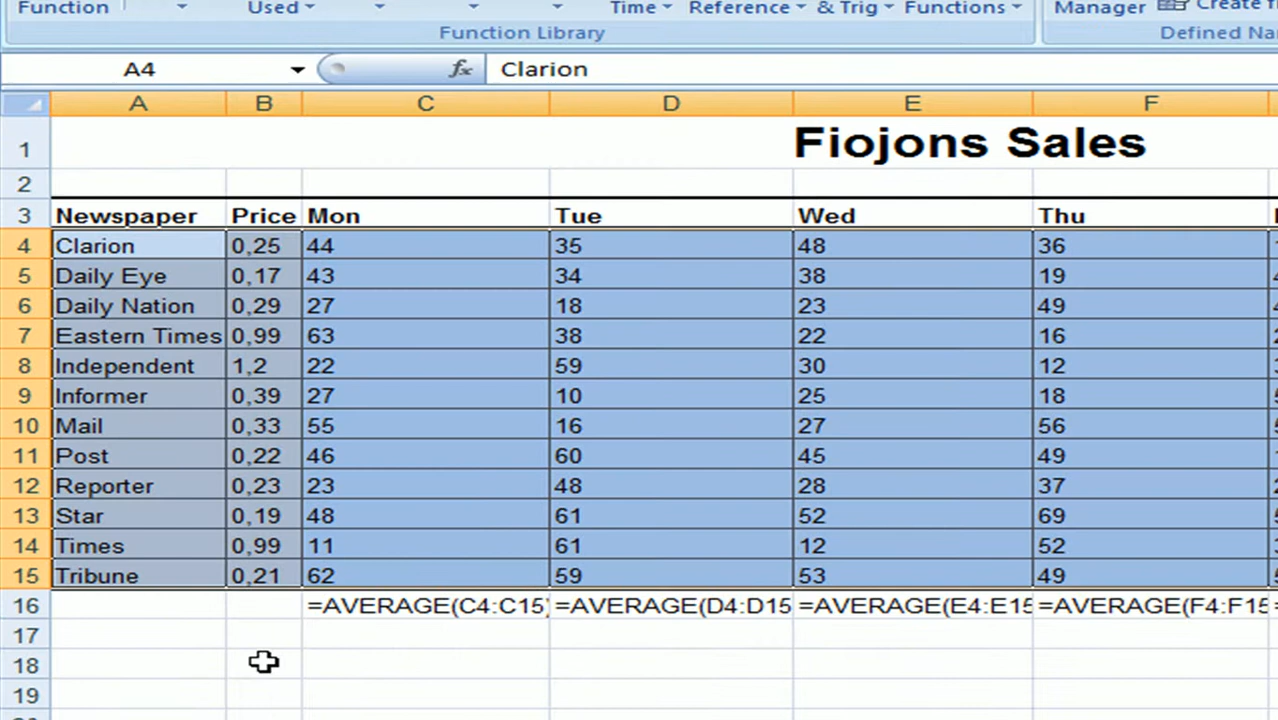 Function Used Time Reference & Trig Functions Manager Create
Function Library Defined Na
A4 fx Clarion
A B C D E F
1 Fiojons Sales
2
3 Newspaper Price Mon Tue Wed Thu
4 Clarion 0,25 44 35 48 36
5 Daily Eye 0,17 43 34 38 19
6 Daily Nation 0,29 27 18 23 49
7 Eastern Times 0,99 63 38 22 16
8 Independent 1,2 22 59 30 12
9 Informer 0,39 27 10 25 18
10 Mail 0,33 55 16 27 56
11 Post 0,22 46 60 45 49
12 Reporter 0,23 23 48 28 37
13 Star 0,19 48 61 52 69
14 Times 0,99 11 61 12 52
15 Tribune 0,21 62 59 53 49
16 =AVERAGE(C4:C15) =AVERAGE(D4:D15 =AVERAGE(E4:E15 =AVERAGE(F4:F15
17
18
19